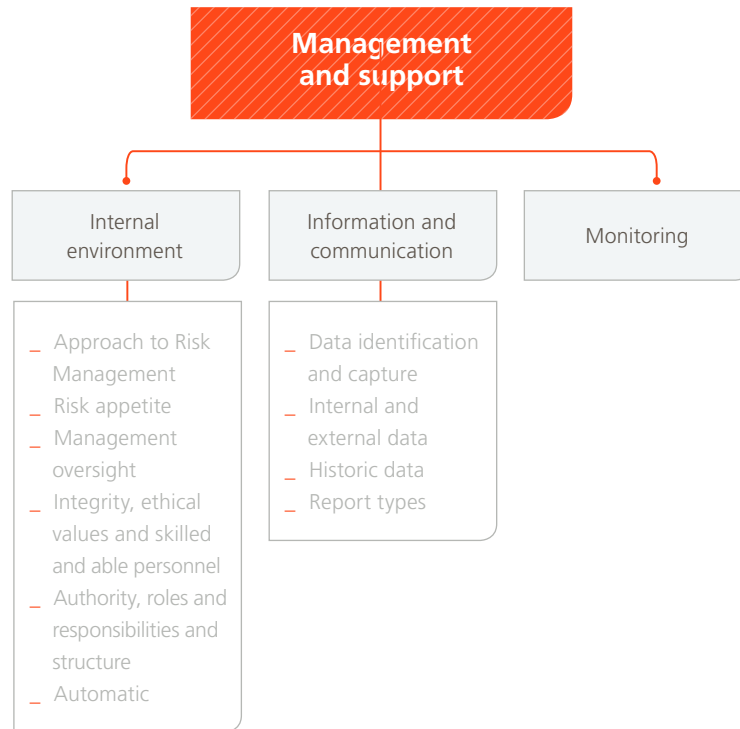 Management
and support
Internal
environment
Information and
communication
Monitoring
_ Approach to Risk
Management
_ Risk appetite
_ Management
oversight
_ Integrity, ethical
values and skilled
and able personnel
_ Authority, roles and
responsibilities and
structure
_ Automatic
_ Data identification
and capture
_ Internal and
external data
_ Historic data
_ Report types